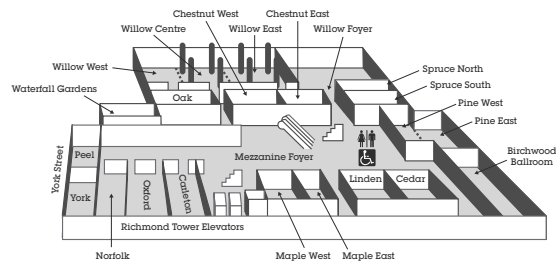 Chestnut West
Chestnut East
Willow Centre
Willow East
Willow Foyer
Willow West
Spruce North
Waterfall Gardens
Spruce South
Oak
Pine West
Pine East
York Street
Peel
Mezzanine Foyer
Birchwood
Ballroom
Linden
Cedar
York
Oxford
Carleton
Richmond Tower Elevators
Norfolk
Maple West
Maple East